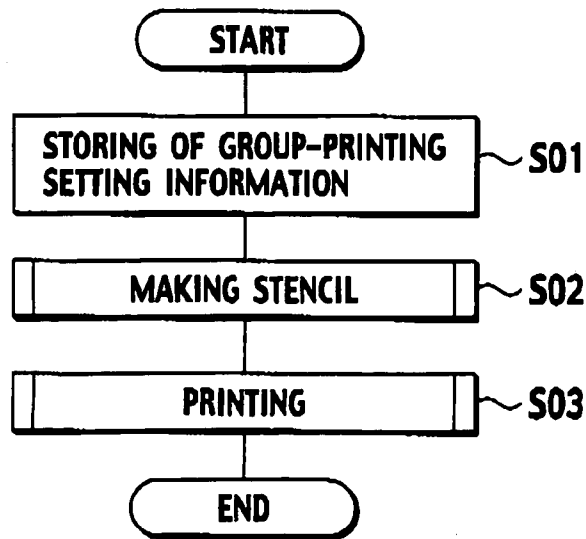 START
STORING OF GROUP-PRINTING
SETTING INFORMATION
S01
MAKING STENCIL
S02
PRINTING
S03
END